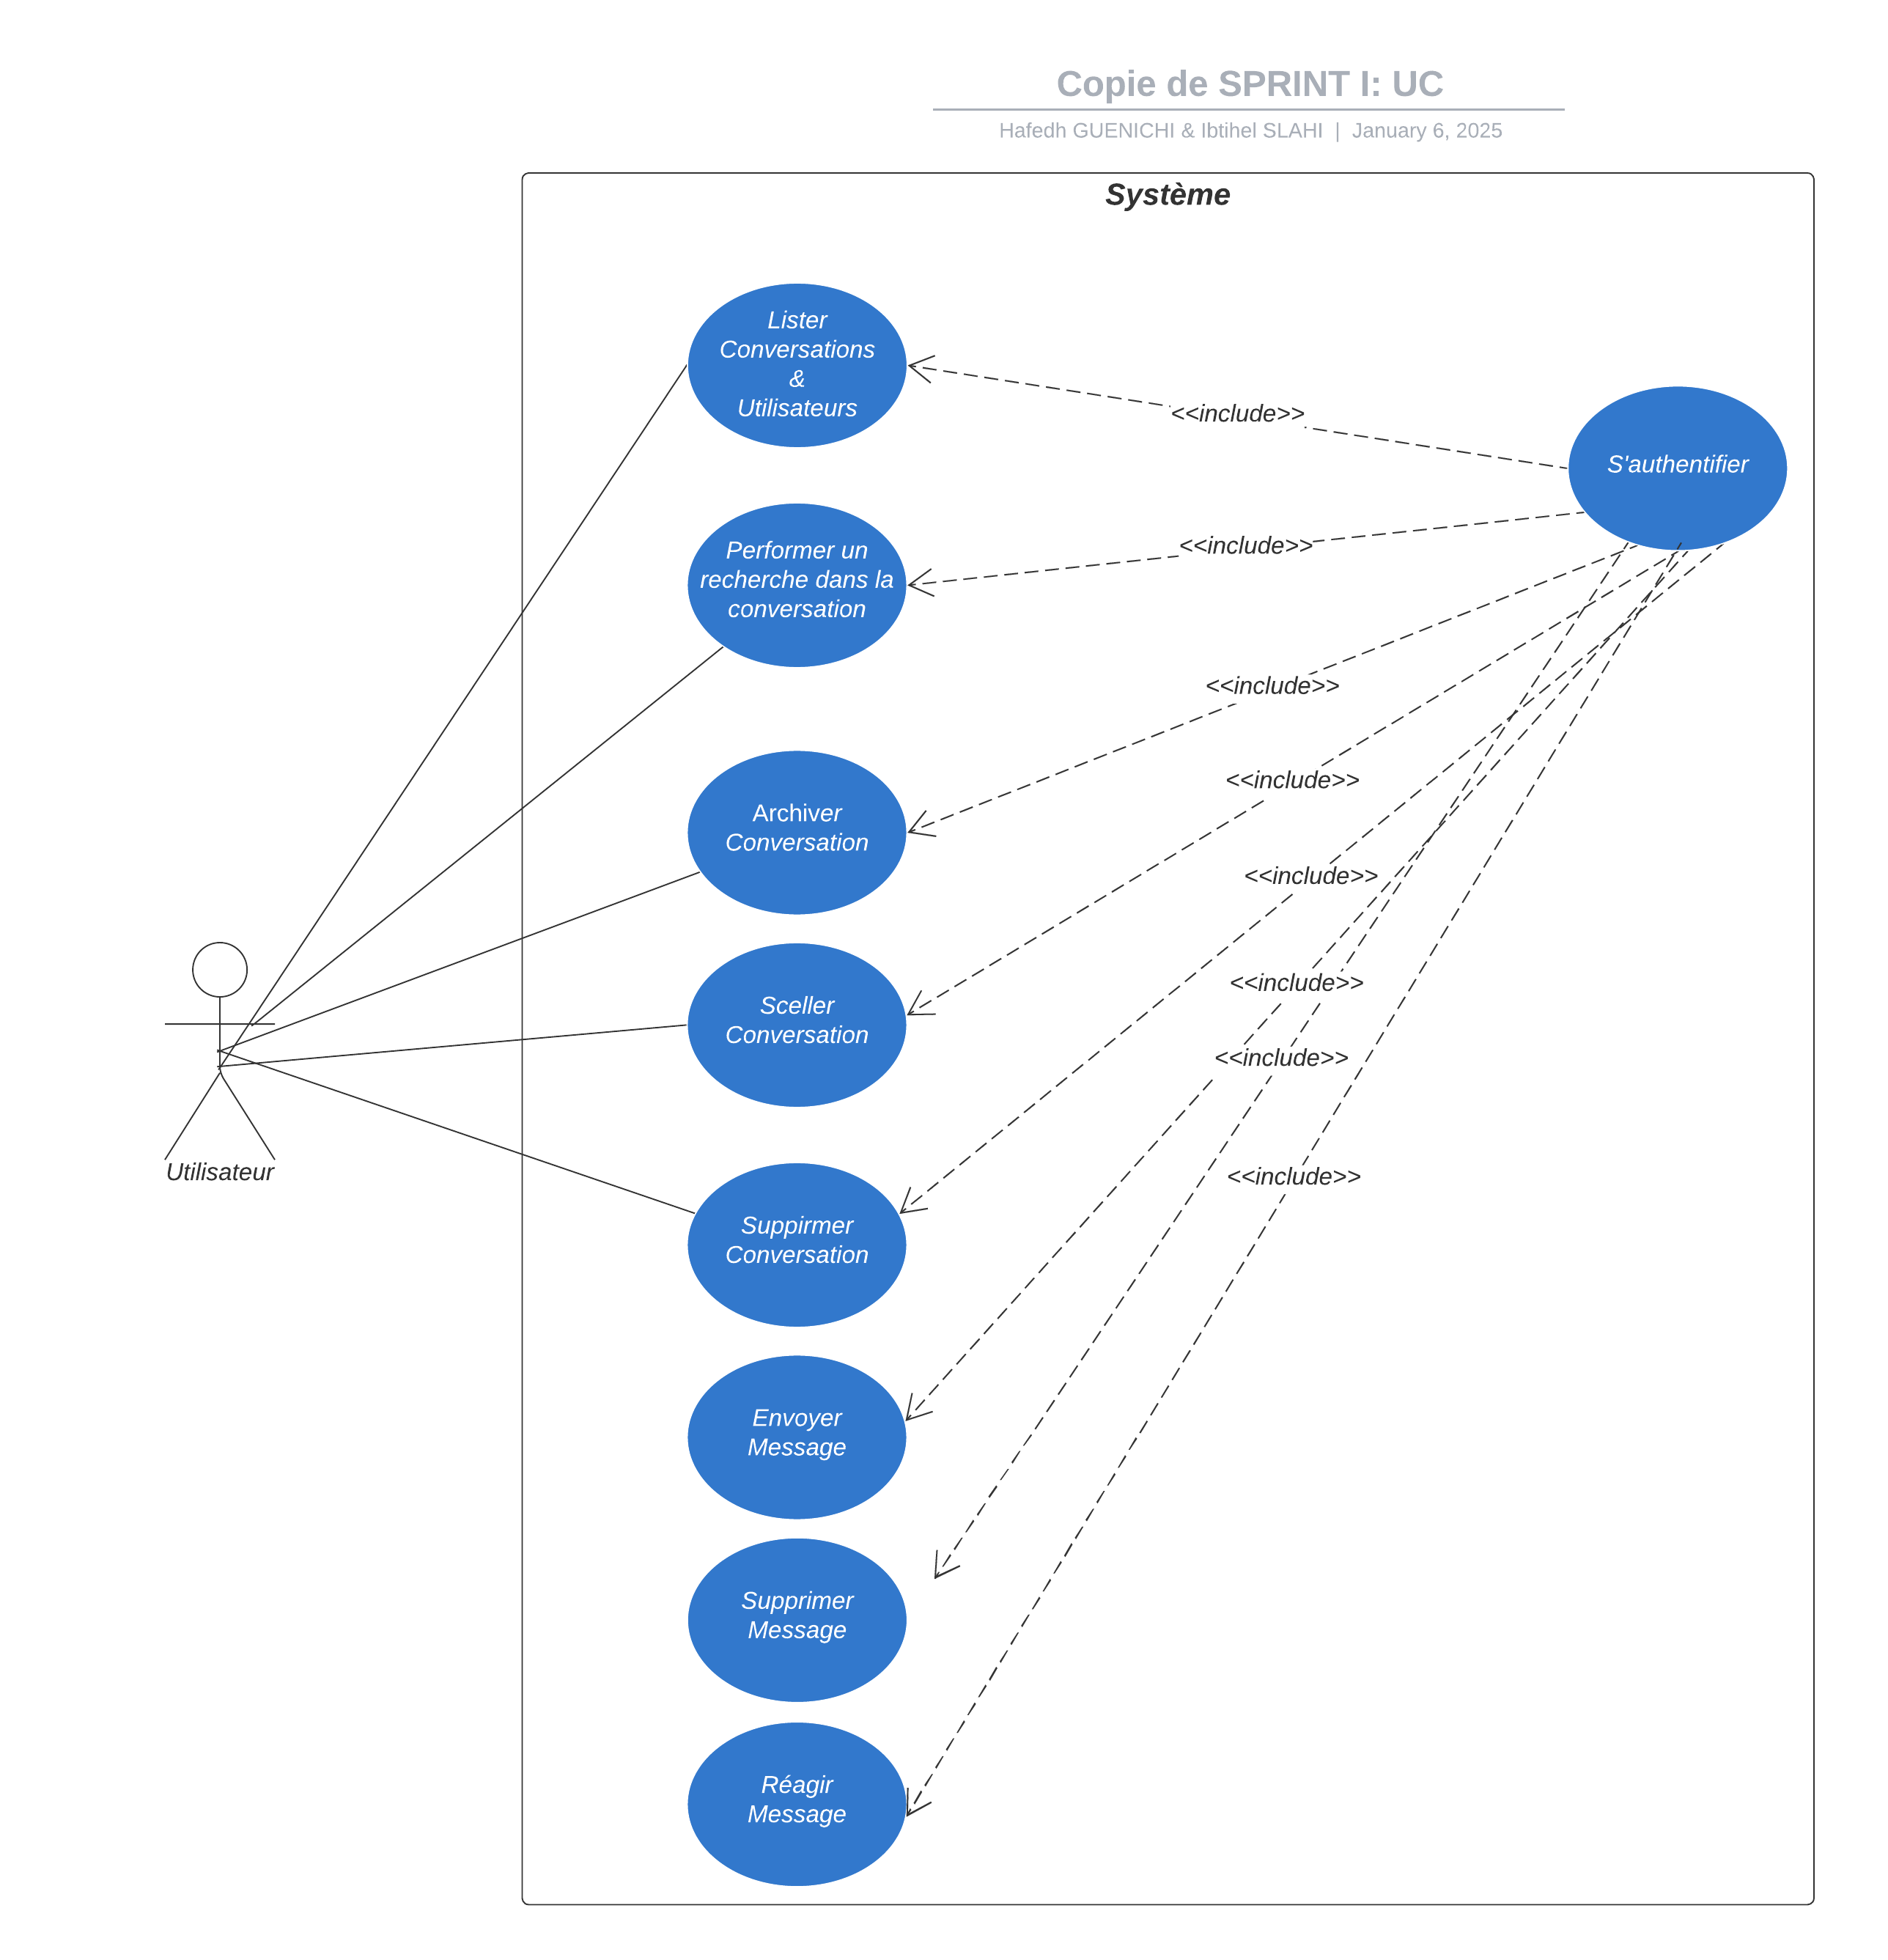 Copie de SPRINT I: UC
Hafedh GUENICHI & Ibtihel SLAHI | January 6, 2025
Système
Lister
Conversations
&
Utilisateurs
<<include>>
S'authentifier
<<include>>
Performer un
recherche dans la
conversation
<<include>>
<<include>>
Archiver
Conversation
<<include>>
<<include>>
Sceller
Conversation
<<include>>
Utilisateur
<<include>>
Suppirmer
Conversation
Envoyer
Message
Supprimer
Message
Réagir
Message